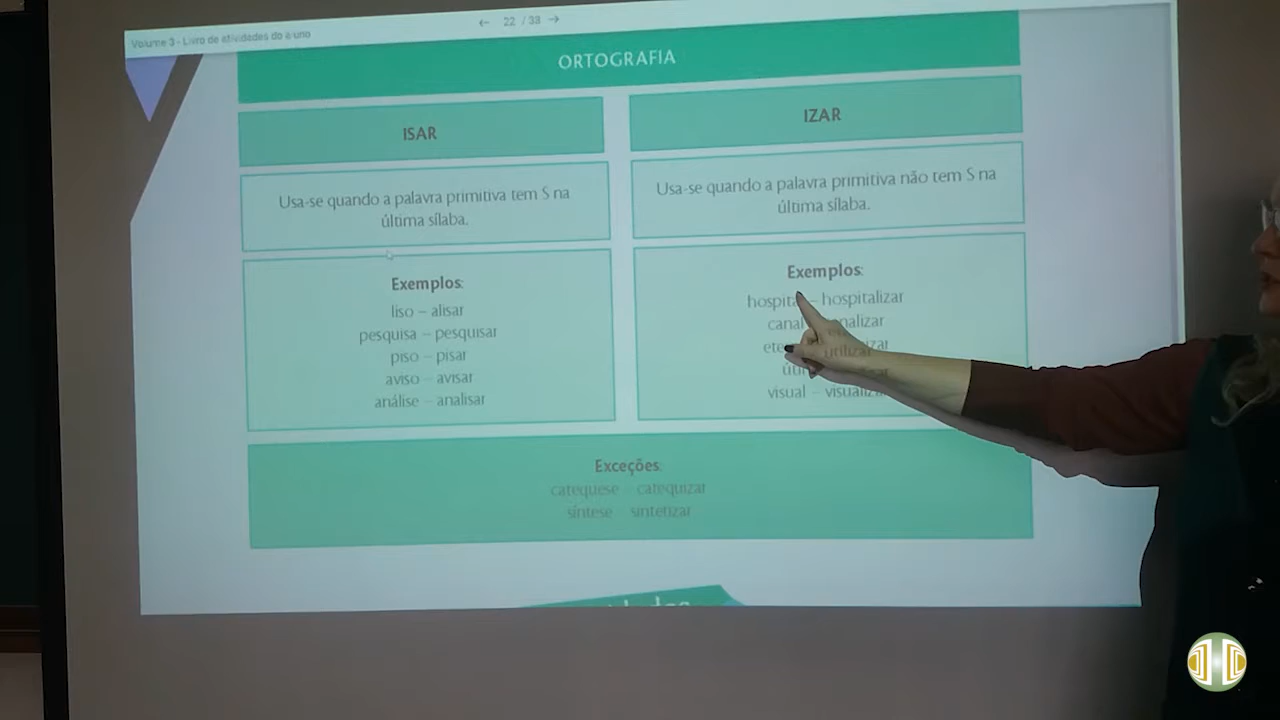 Volume 3 - Livro de atividades do aluno
← 22 / 38 →
ORTOGRAFIA
ISAR
Usa-se quando a palavra primitiva tem S na
última sílaba.
Exemplos:
liso – alisar
pesquisa – pesquisar
piso – pisar
aviso – avisar
análise – analisar
IZAR
Usa-se quando a palavra primitiva não tem S na
última sílaba.
Exemplos:
– hospitalizar
canal
visual –
Exceções:
catequese – catequizar
síntese – sintetizar